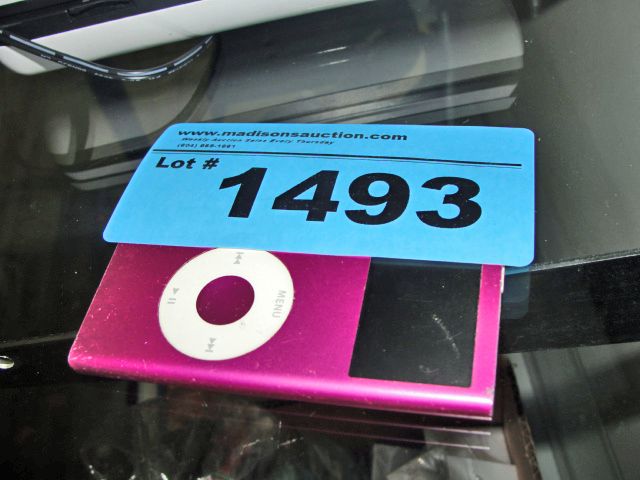 www.madisonsauction.com
Weekly Auction Sales Every Thursday
Lot #
1493
MENU